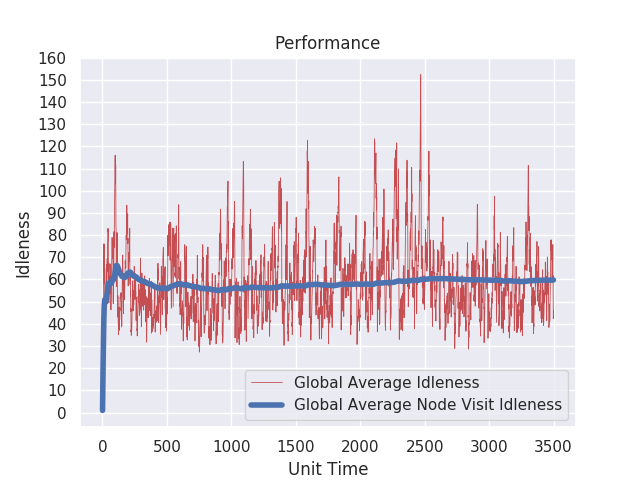 Performance
160
150
140
130
120
110
100
90
80
70
60
50
40
30
20
10
0
Idleness
Global Average Idleness
Global Average Node Visit Idleness
0 500 1000 1500 2000 2500 3000 3500
Unit Time